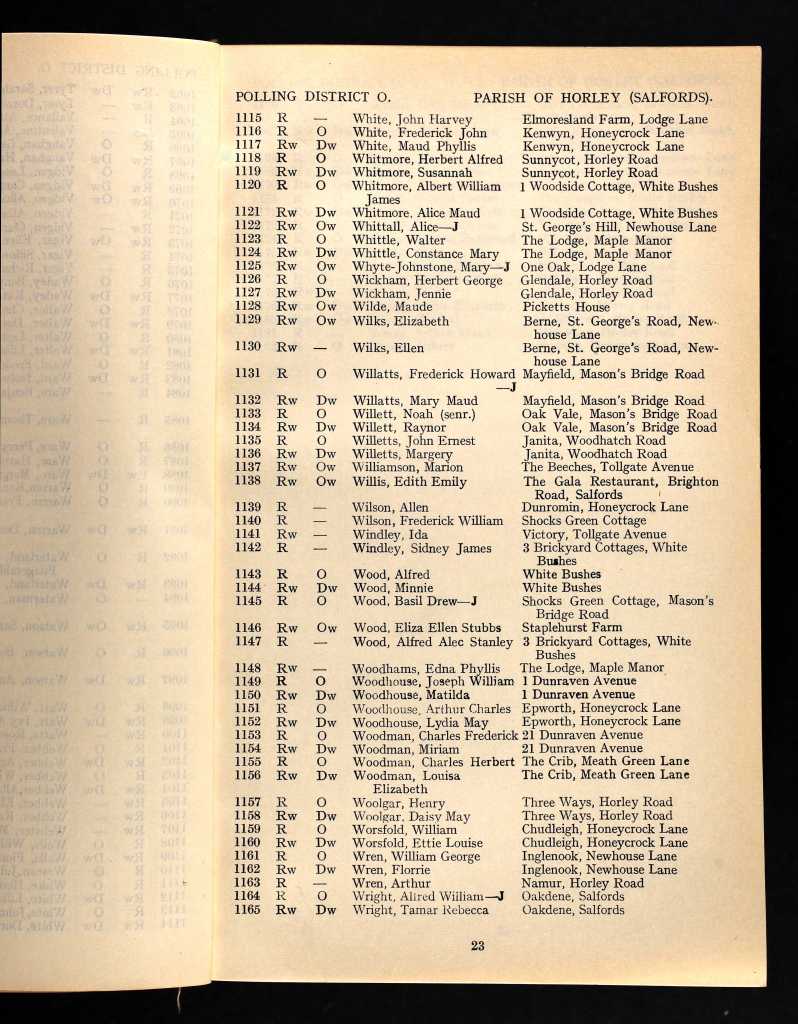 POLLING DISTRICT O. PARISH OF HORLEY (SALFORDS).
1115 R — White, John Harvey Elmoresland Farm, Lodge Lane
1116 R O White, Frederick John Kenwyn, Honeycrock Lane
1117 Rw Dw White, Maud Phyllis Kenwyn, Honeycrock Lane
1118 R O Whitmore, Herbert Alfred Sunnycot, Horley Road
1119 Rw Dw Whitmore, Susannah Sunnycot, Horley Road
1120 R O Whitmore, Albert William 1 Woodside Cottage, White Bushes
James
1121 Rw Dw Whitmore. Alice Maud 1 Woodside Cottage, White Bushes
1122 Rw Ow Whittall, Alice—J St. George's Hill, Newhouse Lane
1123 R O Whittle, Walter The Lodge, Maple Manor
1124 Rw Dw Whittle, Constance Mary The Lodge, Maple Manor
1125 Rw Ow Whyte-Johnstone, Mary—J One Oak, Lodge Lane
1126 R O Wickham, Herbert George Glendale, Horley Road
1127 Rw Dw Wickham, Jennie Glendale, Horley Road
1128 Rw Ow Wilde, Maude Picketts House
1129 Rw Ow Wilks, Elizabeth Berne, St. George's Road, New-
house Lane
1130 Rw — Wilks, Ellen Berne, St. George's Road, New-
house Lane
1131 R O Willatts, Frederick Howard Mayfield, Mason's Bridge Road
—J
1132 Rw Dw Willatts, Mary Maud Mayfield, Mason's Bridge Road
1133 R O Willett, Noah (senr.) Oak Vale, Mason's Bridge Road
1134 Rw Dw Willett, Raynor Oak Vale, Mason's Bridge Road
1135 R O Willetts, John Ernest Janita, Woodhatch Road
1136 Rw Dw Willetts, Margery Janita, Woodhatch Road
1137 Rw Ow Williamson, Marion The Beeches, Tollgate Avenue
1138 Rw Ow Willis, Edith Emily The Gala Restaurant, Brighton
Road, Salfords
1139 R — Wilson, Allen Dunromin, Honeycrock Lane
1140 R — Wilson, Frederick William Shocks Green Cottage
1141 Rw — Windley, Ida Victory, Tollgate Avenue
1142 R — Windley, Sidney James 3 Brickyard Cottages, White
Bushes
1143 R O Wood, Alfred White Bushes
1144 Rw Dw Wood, Minnie White Bushes
1145 R O Wood, Basil Drew—J Shocks Green Cottage, Mason's
Bridge Road
1146 Rw Ow Wood, Eliza Ellen Stubbs Staplehurst Farm
1147 R — Wood, Alfred Alec Stanley 3 Brickyard Cottages, White
Bushes
1148 Rw — Woodhams, Edna Phyllis The Lodge, Maple Manor
1149 R O Woodhouse, Joseph William 1 Dunraven Avenue
1150 Rw Dw Woodhouse, Matilda 1 Dunraven Avenue
1151 R O Woodhouse, Arthur Charles Epworth, Honeycrock Lane
1152 Rw Dw Woodhouse, Lydia May Epworth, Honeycrock Lane
1153 R O Woodman, Charles Frederick 21 Dunraven Avenue
1154 Rw Dw Woodman, Miriam 21 Dunraven Avenue
1155 R O Woodman, Charles Herbert The Crib, Meath Green Lane
1156 Rw Dw Woodman, Louisa The Crib, Meath Green Lane
Elizabeth
1157 R O Woolgar, Henry Three Ways, Horley Road
1158 Rw Dw Woolgar, Daisy May Three Ways, Horley Road
1159 R O Worsfold, William Chudleigh, Honeycrock Lane
1160 Rw Dw Worsfold, Ettie Louise Chudleigh, Honeycrock Lane
1161 R O Wren, William George Inglenook, Newhouse Lane
1162 Rw Dw Wren, Florrie Inglenook, Newhouse Lane
1163 R — Wren, Arthur Namur, Horley Road
1164 R O Wright, Alfred William—J Oakdene, Salfords
1165 Rw Dw Wright, Tamar Rebecca Oakdene, Salfords
23